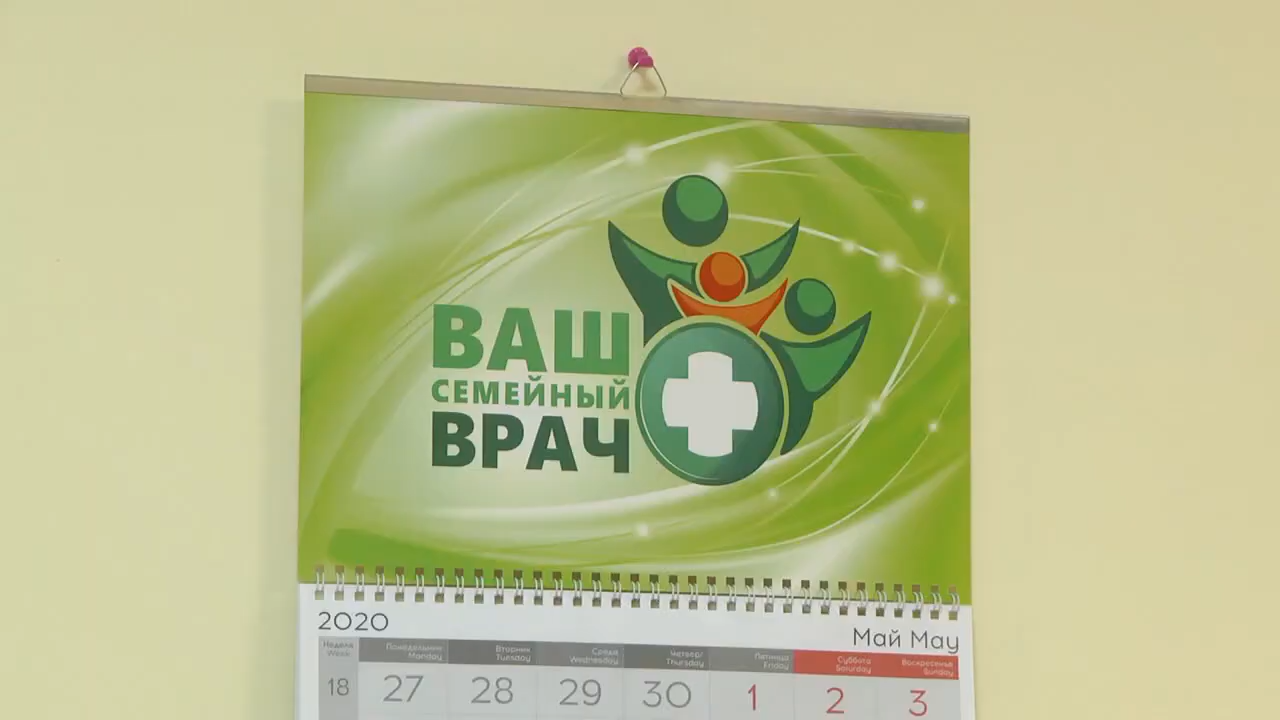 ВАШ
СЕМЕЙНЫЙ
ВРАЧ
2020
Май May
Неделя Понедельник Вторник Среда Четверг Пятница Суббота Воскресенье
Week Monday Tuesday Wednesday Thursday Friday Saturday Sunday
18 27 28 29 30 1 2 3